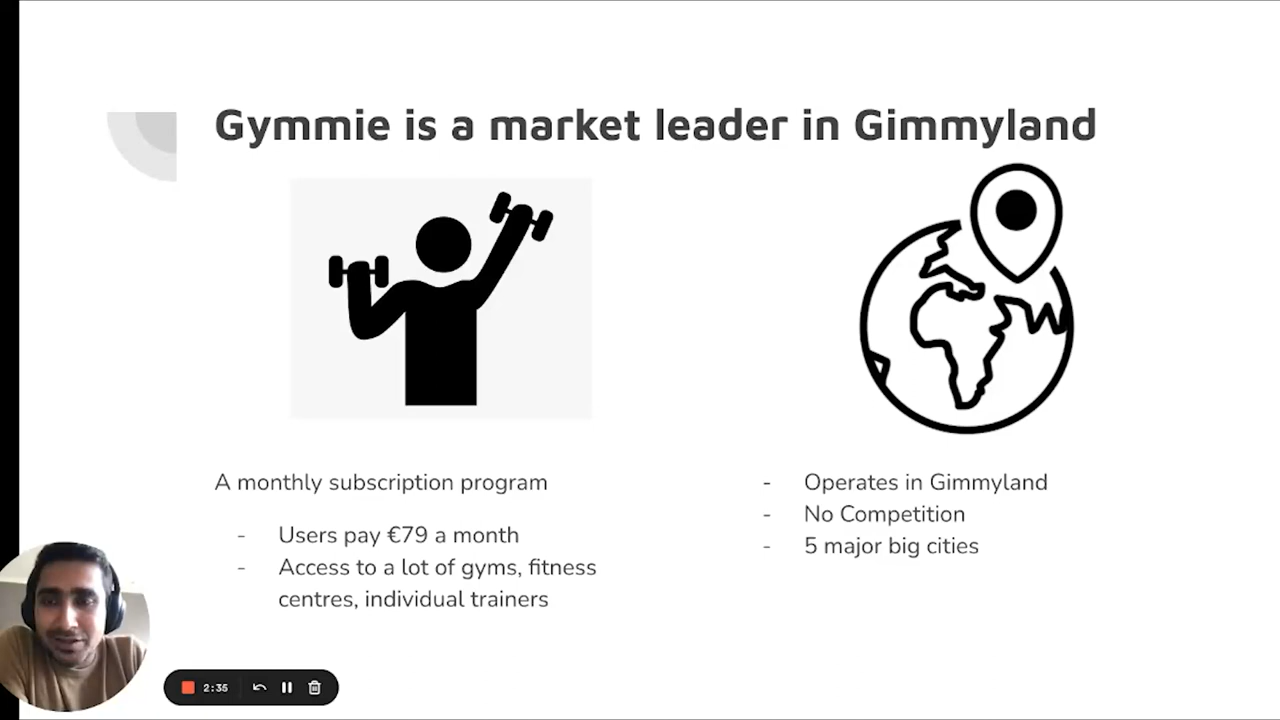 Gymmie is a market leader in Gimmyland
A monthly subscription program
- Users pay €79 a month
- Access to a lot of gyms, fitness
centres, individual trainers
- Operates in Gimmyland
- No Competition
- 5 major big cities
2:35